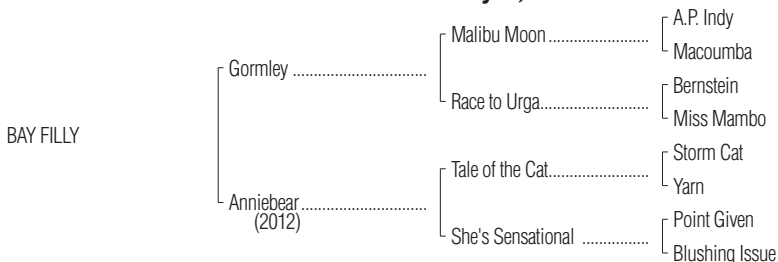 A.P. Indy
Malibu Moon
Macoumba
Gormley
Bernstein
Race to Urga
Miss Mambo
BAY FILLY
Storm Cat
Tale of the Cat
Yarn
Anniebear
(2012)
Point Given
She's Sensational
Blushing Issue